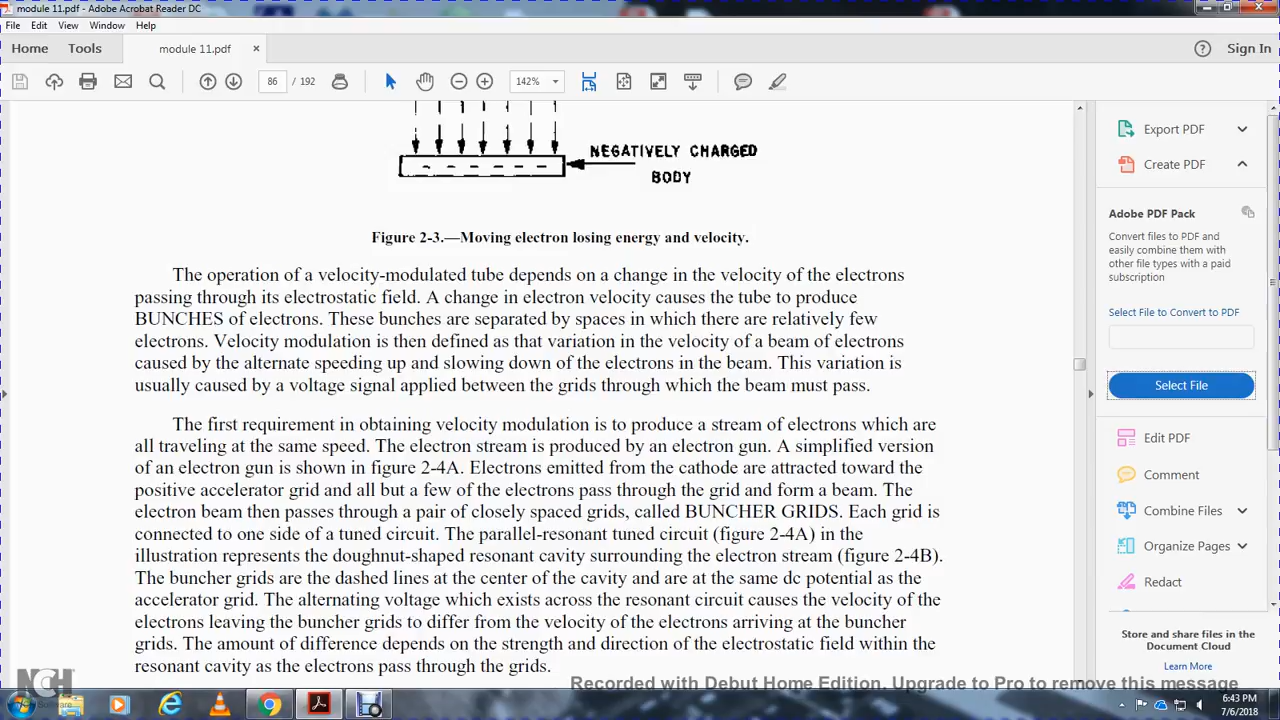 module 11.pdf - Adobe Acrobat Reader DC
File Edit View Window Help
Home Tools module 11.pdf × ? Sign In
86 / 192 142%
NEGATIVELY CHARGED
BODY
Figure 2-3.—Moving electron losing energy and velocity.
The operation of a velocity-modulated tube depends on a change in the velocity of the electrons
passing through its electrostatic field. A change in electron velocity causes the tube to produce
BUNCHES of electrons. These bunches are separated by spaces in which there are relatively few
electrons. Velocity modulation is then defined as that variation in the velocity of a beam of electrons
caused by the alternate speeding up and slowing down of the electrons in the beam. This variation is
usually caused by a voltage signal applied between the grids through which the beam must pass.
The first requirement in obtaining velocity modulation is to produce a stream of electrons which are
all traveling at the same speed. The electron stream is produced by an electron gun. A simplified version
of an electron gun is shown in figure 2-4A. Electrons emitted from the cathode are attracted toward the
positive accelerator grid and all but a few of the electrons pass through the grid and form a beam. The
electron beam then passes through a pair of closely spaced grids, called BUNCHER GRIDS. Each grid is
connected to one side of a tuned circuit. The parallel-resonant tuned circuit (figure 2-4A) in the
illustration represents the doughnut-shaped resonant cavity surrounding the electron stream (figure 2-4B).
The buncher grids are the dashed lines at the center of the cavity and are at the same dc potential as the
accelerator grid. The alternating voltage which exists across the resonant circuit causes the velocity of the
electrons leaving the buncher grids to differ from the velocity of the electrons arriving at the buncher
grids. The amount of difference depends on the strength and direction of the electrostatic field within the
resonant cavity as the electrons pass through the grids.
Export PDF
Create PDF
Adobe PDF Pack
Convert files to PDF and
easily combine them with
other file types with a paid
subscription
Select File to Convert to PDF
Select File
Edit PDF
Comment
Combine Files
Organize Pages
Redact
Store and share files in the
Document Cloud
Learn More
NCH Software
Recorded with Debut Home Edition. Upgrade to Pro to remove this message
6:43 PM
7/6/2018